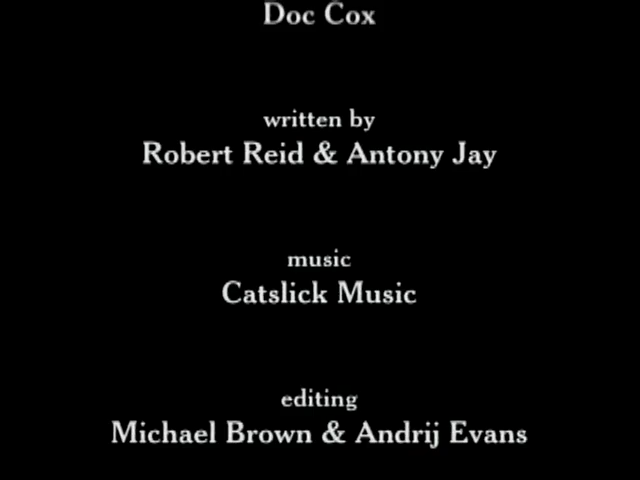 Doc Cox
written by
Robert Reid & Antony Jay
music
Catslick Music
editing
Michael Brown & Andrij Evans